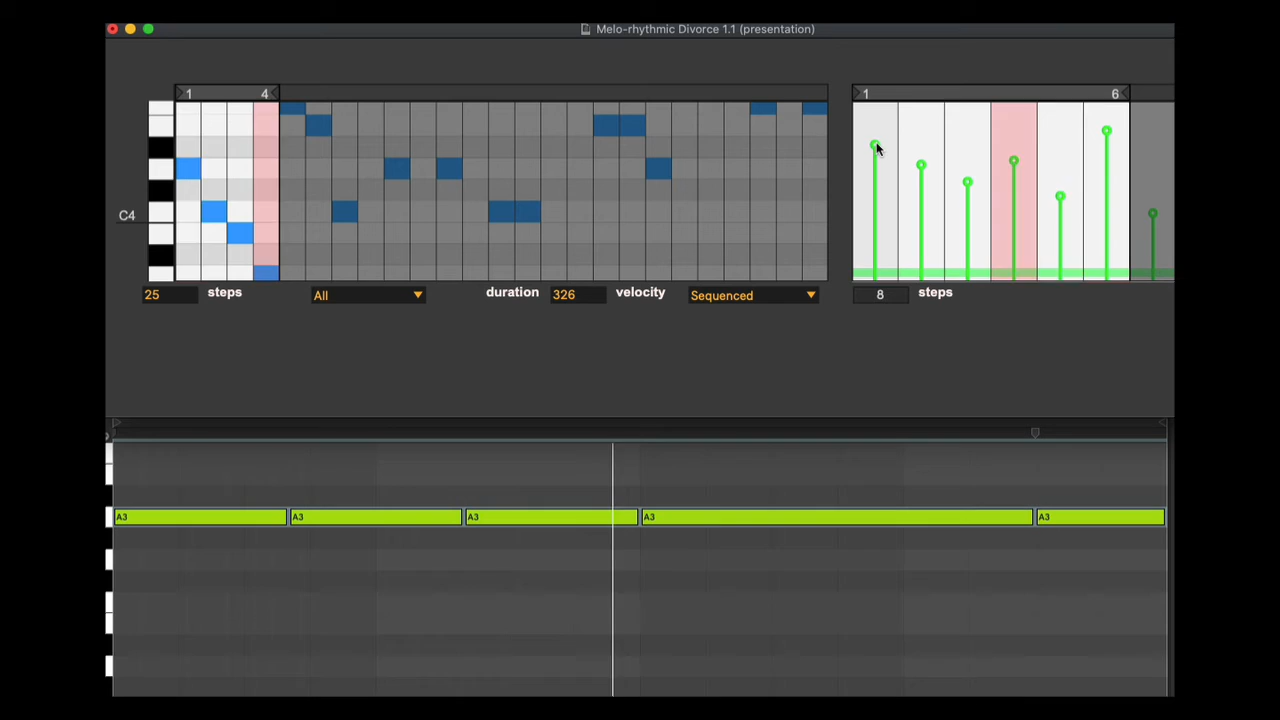 Melo-rhythmic Divorce 1.1 (presentation)
1 4 1 6
C4
25 steps All duration 326 velocity Sequenced 8 steps
A3 A3 A3 A3 A3